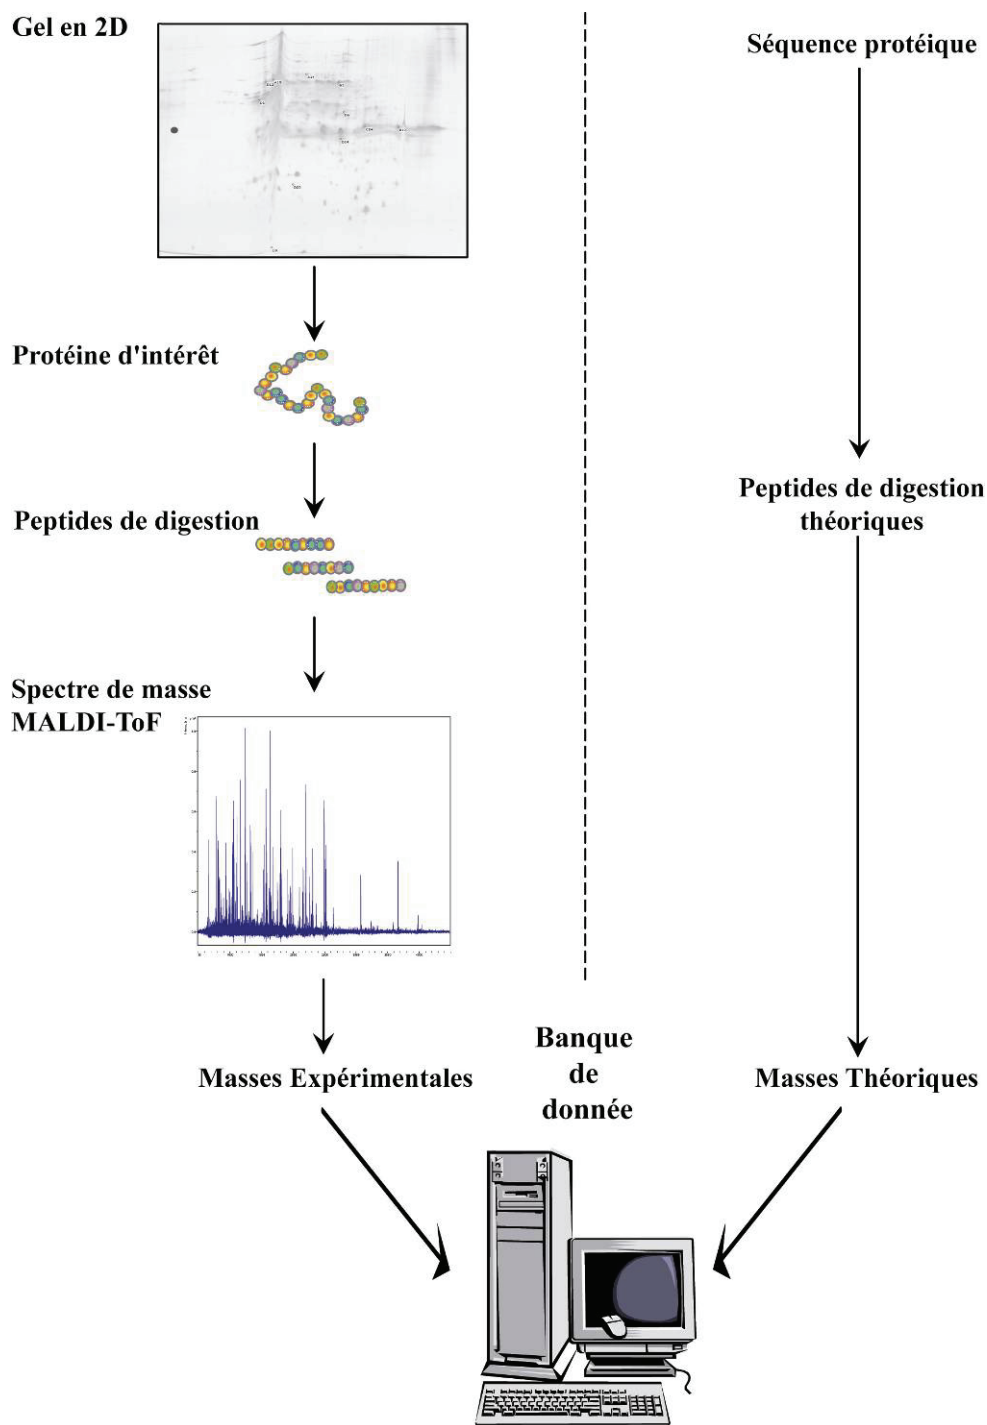 Gel en 2D
Séquence protéique
Protéine d'intérêt
Peptides de digestion
Peptides de digestion
théoriques
Spectre de masse
MALDI-ToF
Masses Expérimentales
Banque
de
donnée
Masses Théoriques